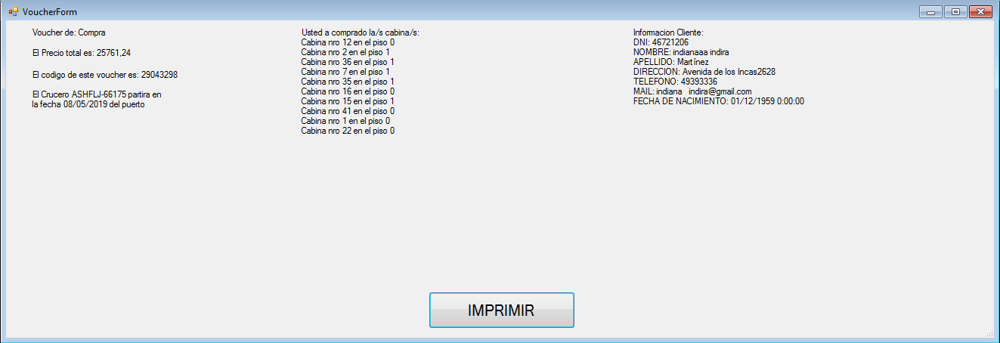 VoucherForm
Voucher de: Compra
El Precio total es: 25761,24
El codigo de este voucher es: 29043298
El Crucero ASHFLJ-66175 partira en
la fecha 08/05/2019 del puerto
Usted a comprado la/s cabina/s:
Cabina nro 12 en el piso 0
Cabina nro 2 en el piso 1
Cabina nro 36 en el piso 1
Cabina nro 7 en el piso 1
Cabina nro 35 en el piso 1
Cabina nro 16 en el piso 0
Cabina nro 15 en el piso 1
Cabina nro 41 en el piso 0
Cabina nro 1 en el piso 0
Cabina nro 22 en el piso 0
Informacion Cliente:
DNI: 46721206
NOMBRE: indianaaa indira
APELLIDO: Martínez
DIRECCION: Avenida de los Incas2628
TELEFONO: 49393336
MAIL: indiana   indira@gmail.com
FECHA DE NACIMIENTO: 01/12/1959 0:00:00
IMPRIMIR